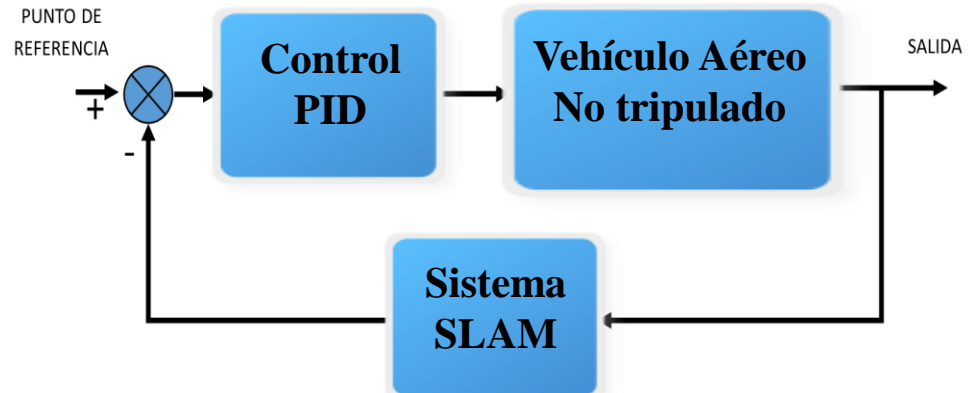 PUNTO DE
REFERENCIA
Control
PID
Vehículo Aéreo
No tripulado
SALIDA
+
-
Sistema
SLAM